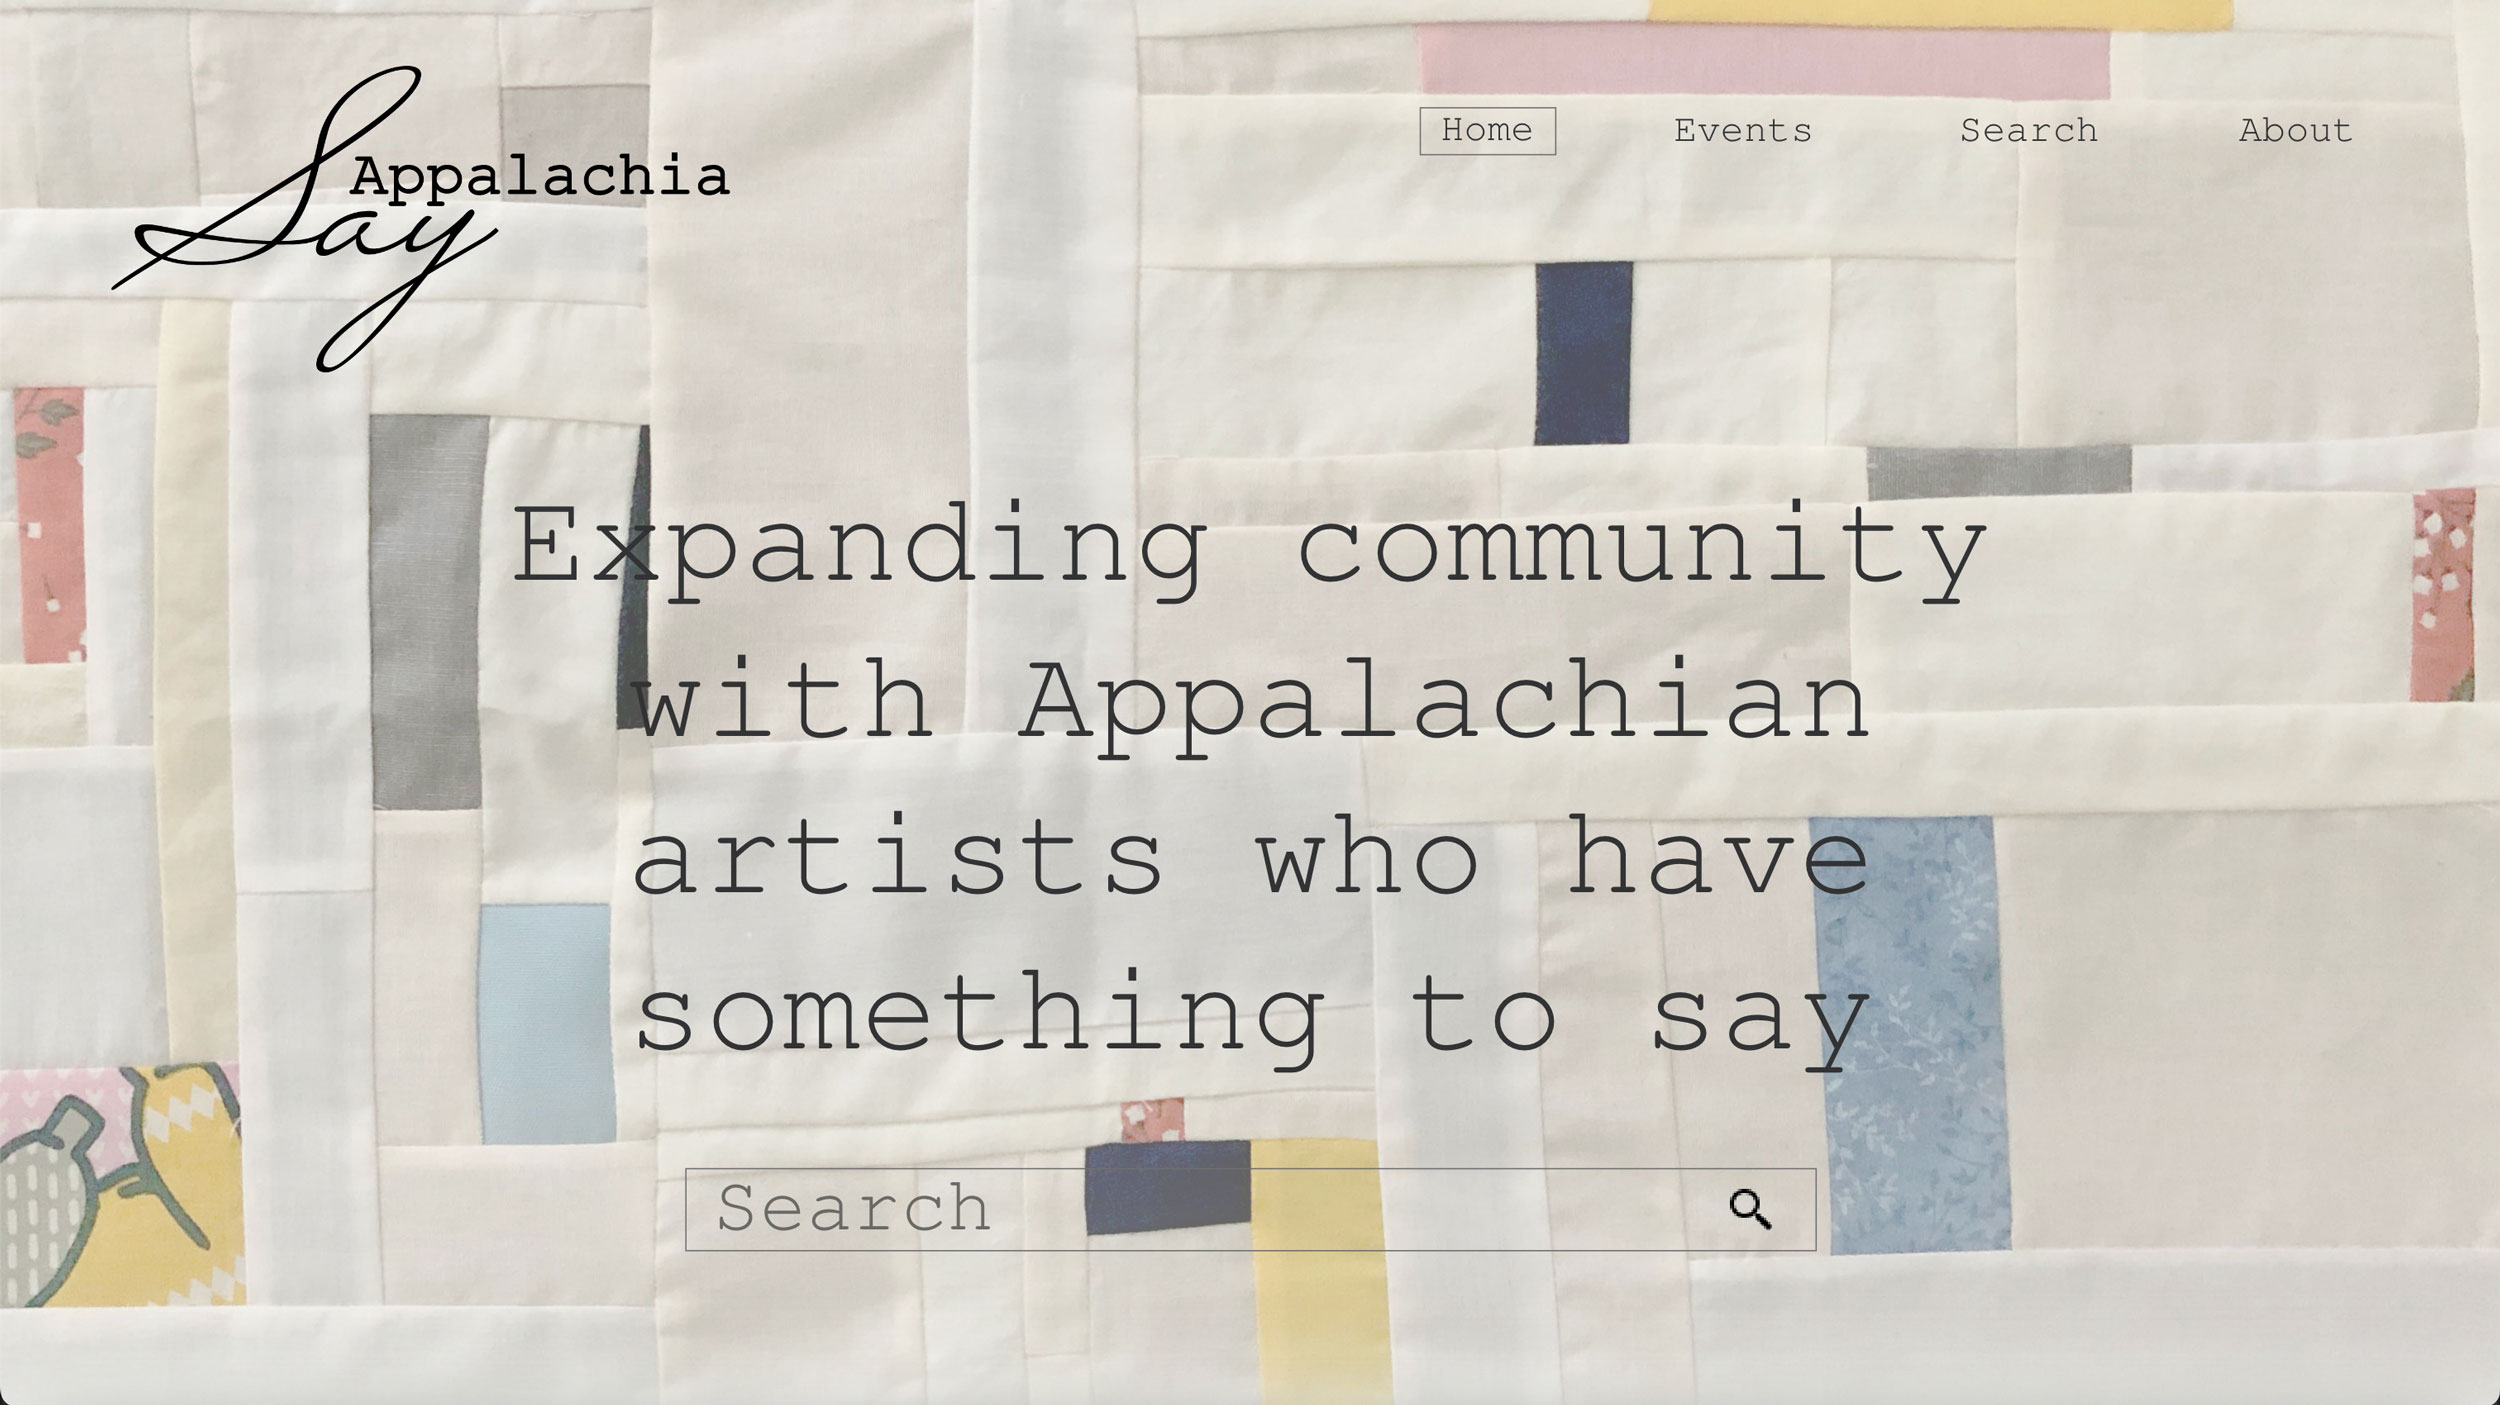 Appalachia
Say
Home Events Search About
Expanding community
with Appalachian
artists who have
something to say
Search